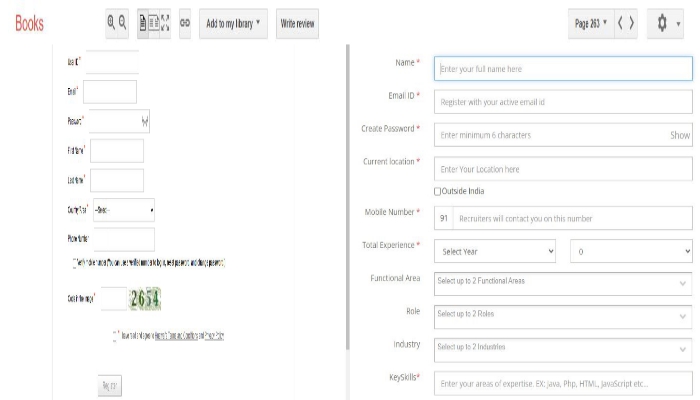 Books
Add to my library
Write review
Page 263
User ID *
Email *
Password *
First Name *
Last Name *
Country/Area *
--Select--
Phone Number
Code in the image *
2654
Register
Name *
Enter your full name here
Email ID *
Register with your active email id
Create Password *
Enter minimum 6 characters
Show
Current location *
Enter Your Location here
Outside India
Mobile Number *
91 Recruiters will contact you on this number
Total Experience *
Select Year
0
Functional Area
Select up to 2 Functional Areas
Role
Select up to 2 Roles
Industry
Select up to 2 Industries
KeySkills*
Enter your areas of expertise. EX: Java, Php, HTML, JavaScript etc...